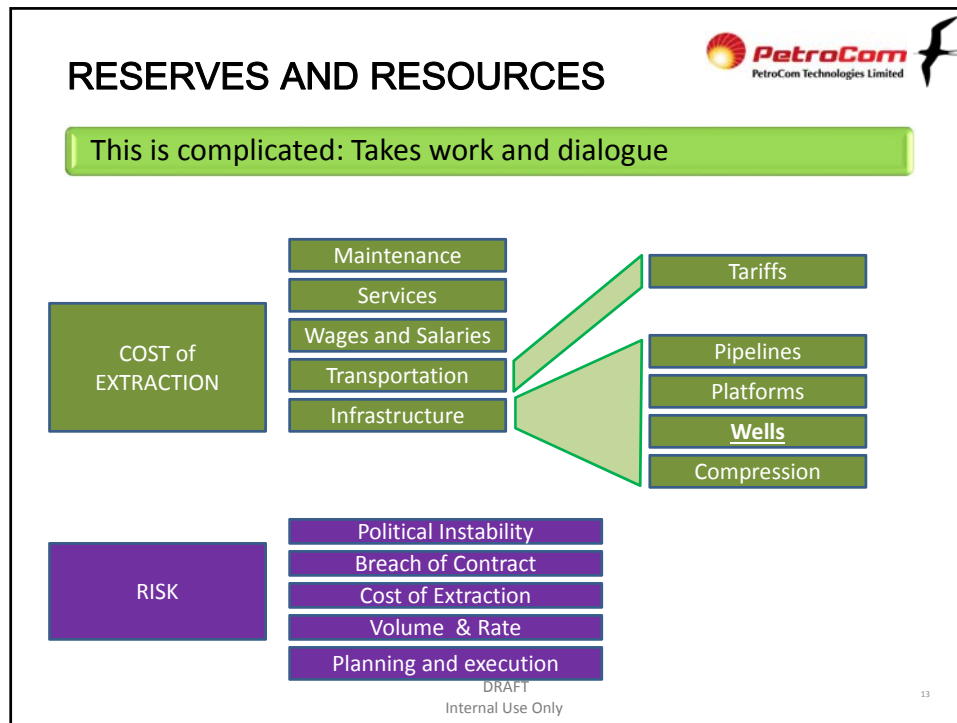 RESERVES AND RESOURCES
PetroCom
PetroCom Technologies Limited
This is complicated: Takes work and dialogue
COST of
EXTRACTION
Maintenance
Services
Wages and Salaries
Transportation
Infrastructure
Tariffs
Pipelines
Platforms
Wells
Compression
RISK
Political Instability
Breach of Contract
Cost of Extraction
Volume & Rate
Planning and execution
DRAFT
Internal Use Only
13